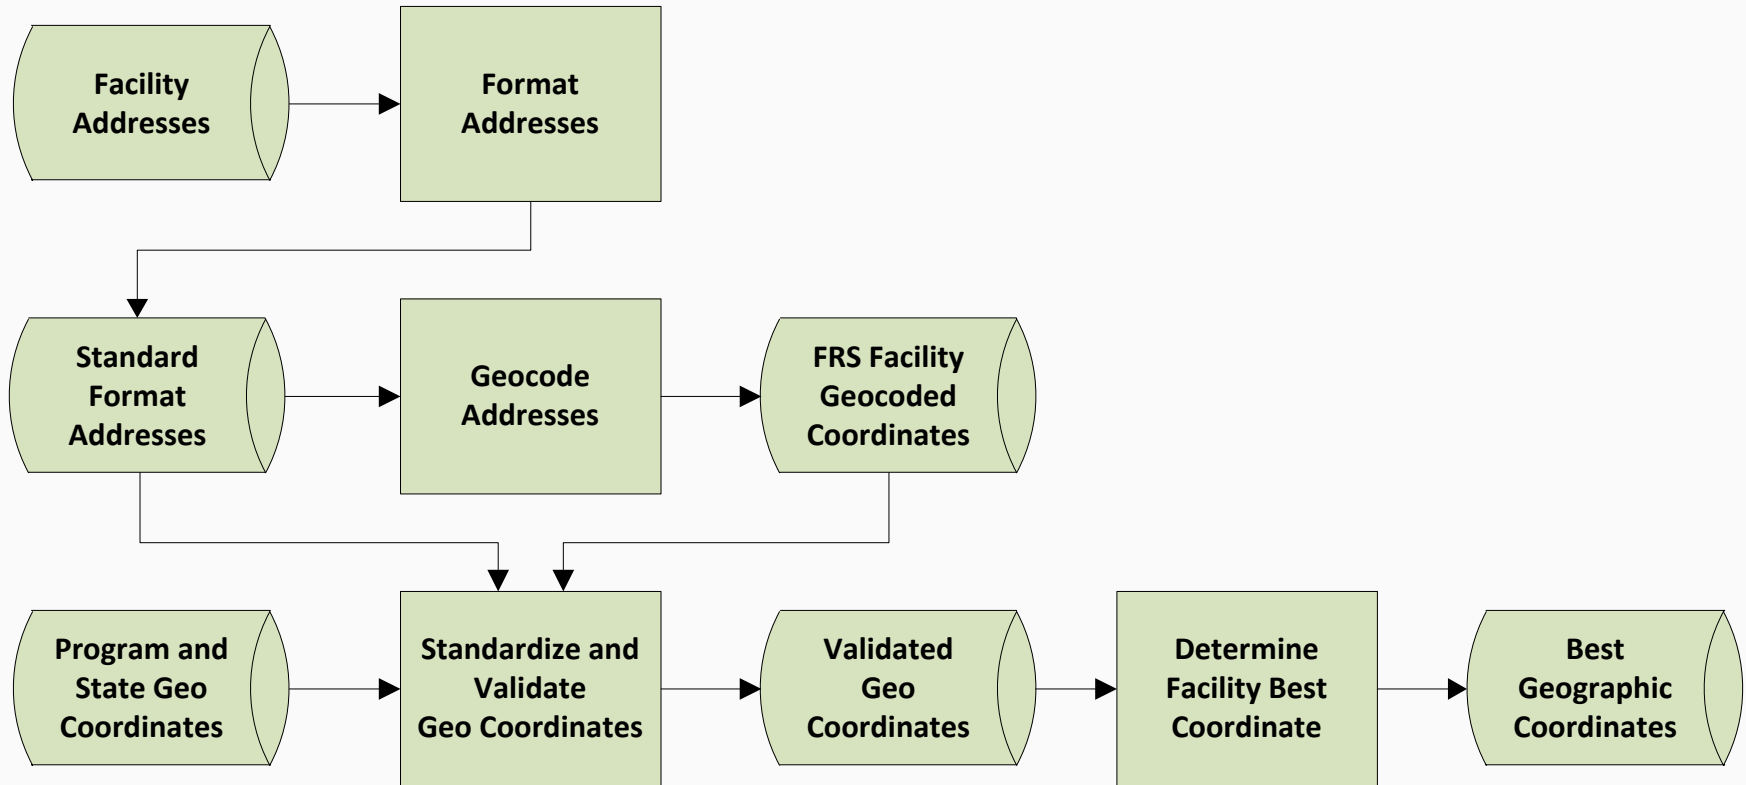 Facility
Addresses
Format
Addresses
Standard
Format
Addresses
Geocode
Addresses
FRS Facility
Geocoded
Coordinates
Program and
State Geo
Coordinates
Standardize and
Validate
Geo Coordinates
Validated
Geo
Coordinates
Determine
Facility Best
Coordinate
Best
Geographic
Coordinates